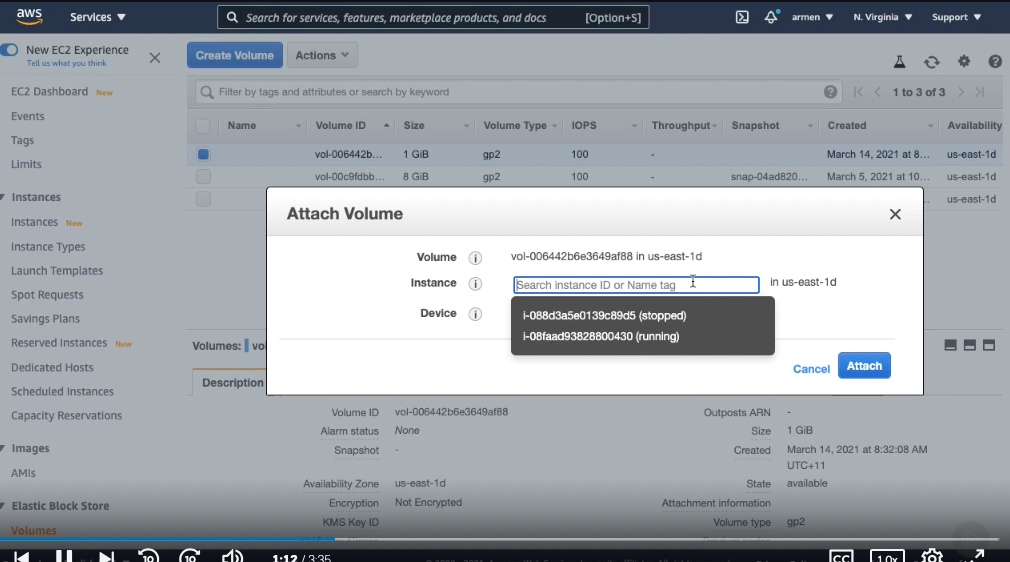 aws Services Search for services, features, marketplace products, and docs [Option+S] armen N. Virginia Support
New EC2 Experience
Tell us what you think
Create Volume Actions
EC2 Dashboard New
Filter by tags and attributes or search by keyword 1 to 3 of 3
Events
Tags
Limits
Name Volume ID Size Volume Type IOPS Throughput Snapshot Created Availability
vol-006442b... 1 GiB gp2 100 - March 14, 2021 at 8... us-east-1d
vol-00c9fdbb... 8 GiB gp2 100 - snap-04ad820... March 5, 2021 at 10... us-east-1d
us-east-1d
Instances
Instances New
Instance Types
Launch Templates
Spot Requests
Savings Plans
Reserved Instances New
Dedicated Hosts
Scheduled Instances
Capacity Reservations
Images
AMIs
Elastic Block Store
Volumes
Attach Volume
Volume i vol-006442b6e3649af88 in us-east-1d
Instance i Search instance ID or Name tag in us-east-1d
Device i
i-088d3a5e0139c89d5 (stopped)
i-08faad93828800430 (running)
Cancel Attach
Volumes: vol
Description
Volume ID vol-006442b6e3649af88 Outposts ARN -
Alarm status None Size 1 GiB
Snapshot - Created March 14, 2021 at 8:32:08 AM
UTC+11
Availability Zone us-east-1d State available
Encryption Not Encrypted Attachment information
KMS Key ID Volume type gp2
10 10 1:12 / 3:35 CC 1.0x